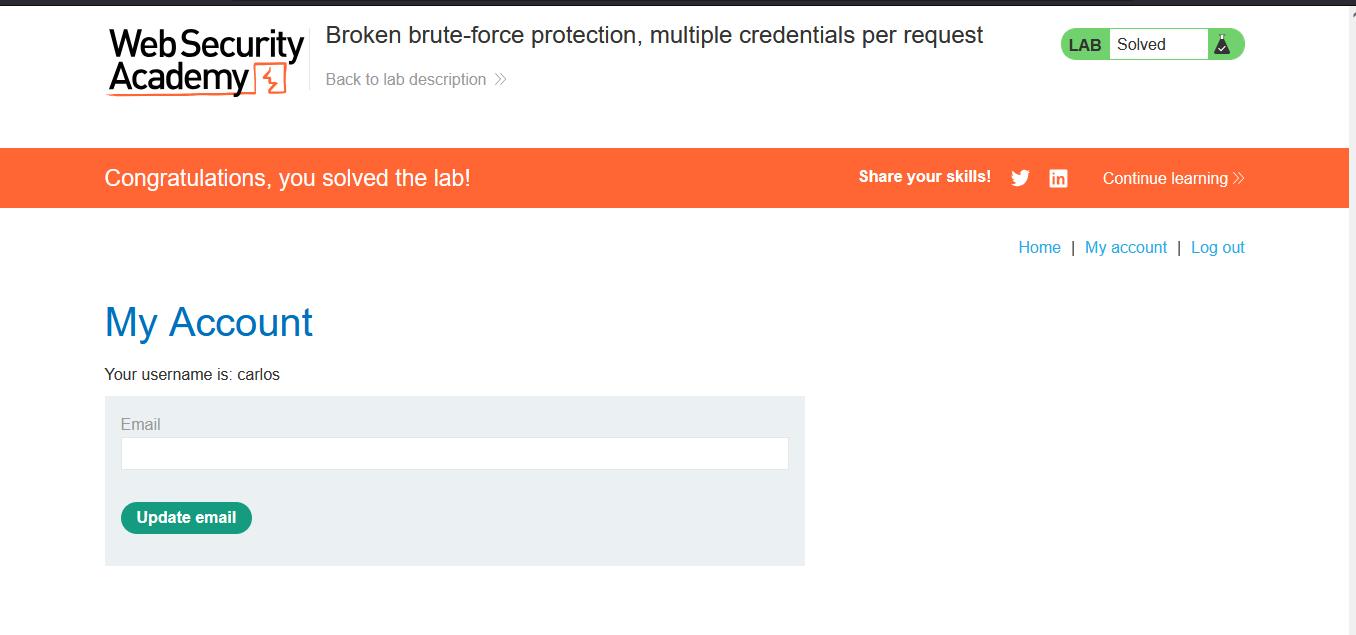 Web Security
Academy
Broken brute-force protection, multiple credentials per request
Back to lab description
LAB Solved
Congratulations, you solved the lab!
Share your skills!
Continue learning
Home | My account | Log out
My Account
Your username is: carlos
Email
Update email